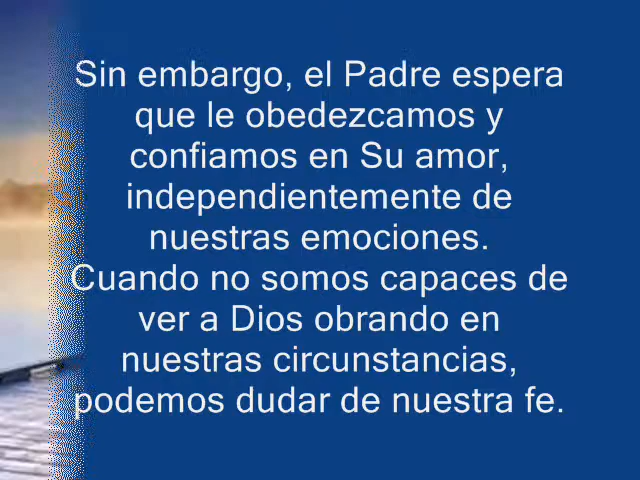 Sin embargo, el Padre espera
que le obedezcamos y
confiamos en Su amor,
independientemente de
nuestras emociones.
Cuando no somos capaces de
ver a Dios obrando en
nuestras circunstancias,
podemos dudar de nuestra fe.